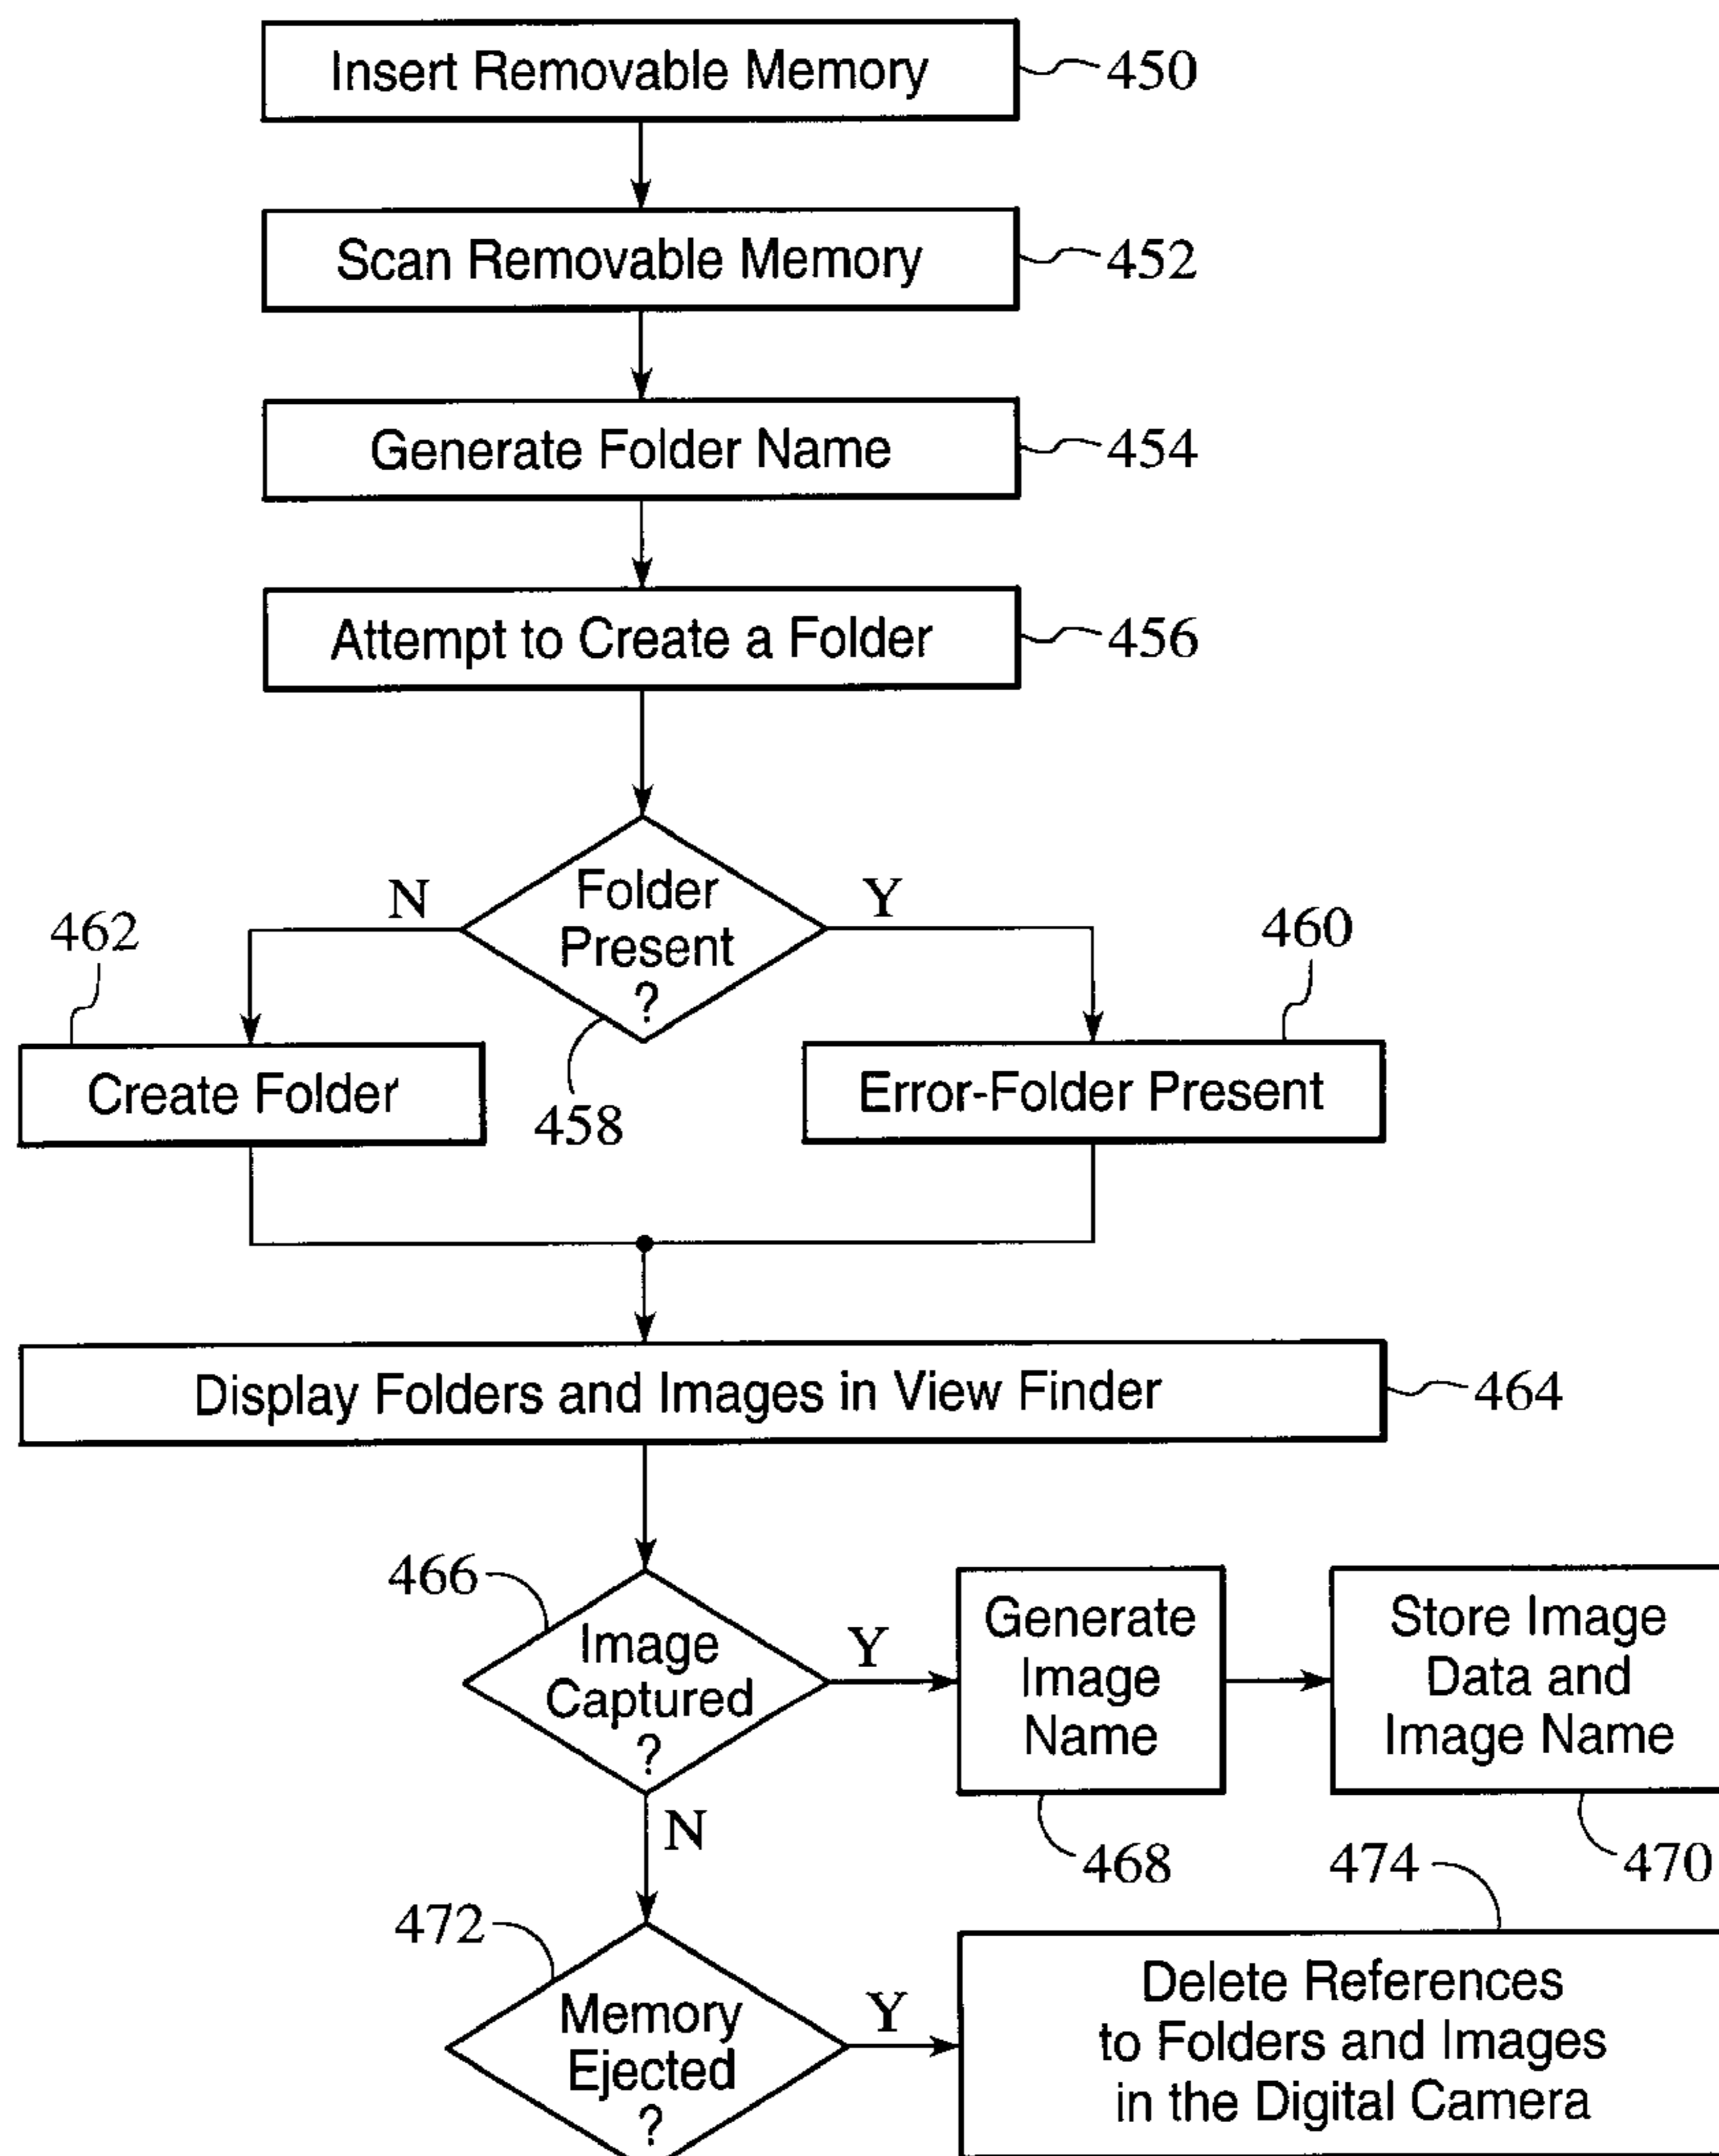 Insert Removable Memory
450
Scan Removable Memory
452
Generate Folder Name
454
Attempt to Create a Folder
456
Folder
Present
?
N
Y
458
462
460
Create Folder
Error-Folder Present
Display Folders and Images in View Finder
464
466
Image
Captured
?
Y
N
Generate
Image
Name
468
Store Image
Data and
Image Name
470
472
Memory
Ejected
?
Y
474
Delete References
to Folders and Images
in the Digital Camera